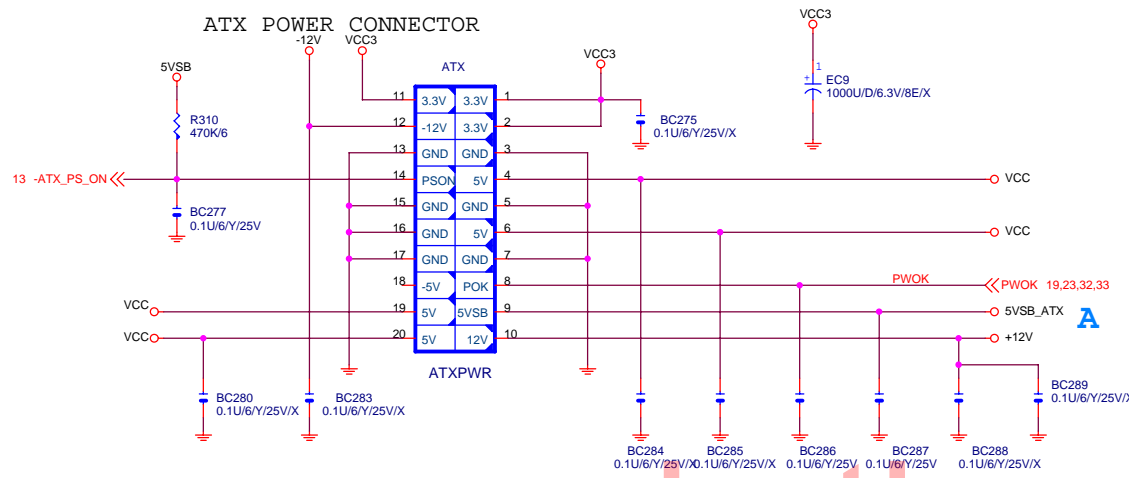 ATX POWER CONNECTOR
-12V
VCC3
VCC3
VCC3
5VSB
ATX
1
+
EC9
1000U/D/6.3V/8E/X
R310
470K/6
11 3.3V 3.3V 1
12 -12V 3.3V 2
BC275
0.1U/6/Y/25V/X
13 GND GND 3
13 -ATX_PS_ON
14 PSON 5V 4
VCC
15 GND GND 5
BC277
0.1U/6/Y/25V
16 GND 5V 6
VCC
17 GND GND 7
18 -5V POK 8
PWOK
PWOK 19,23,32,33
VCC
19 5V 5VSB 9
5VSB_ATX
A
VCC
20 5V 12V 10
+12V
ATXPWR
BC280
0.1U/6/Y/25V/X
BC283
0.1U/6/Y/25V/X
BC289
0.1U/6/Y/25V/X
BC284
0.1U/6/Y/25V/X
BC285
0.1U/6/Y/25V/X
BC286
0.1U/6/Y/25V
BC287
0.1U/6/Y/25V
BC288
0.1U/6/Y/25V/X